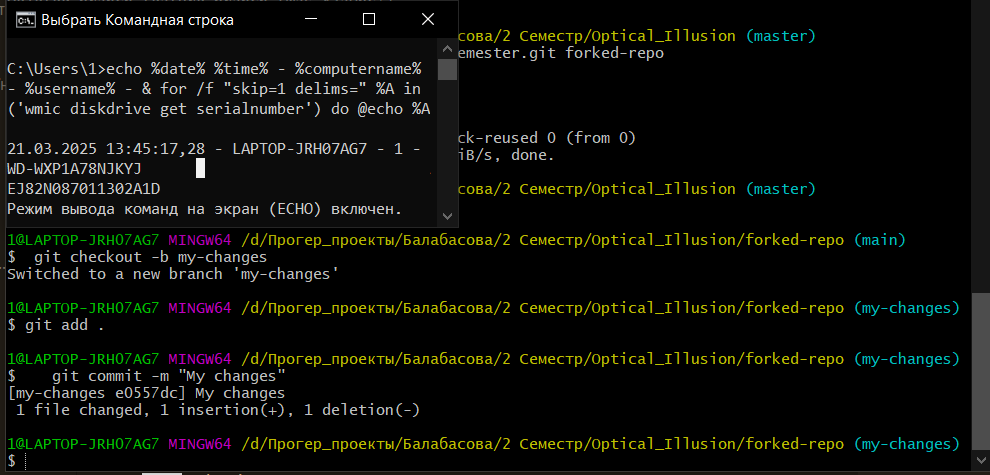 Выбрать Командная строка
C:\Users\1>echo %date% %time% - %computername%
- %username% - & for /f "skip=1 delims=" %A in
('wmic diskdrive get serialnumber') do @echo %A
21.03.2025 13:45:17,28 - LAPTOP-JRH07AG7 - 1 -
WD-WXP1A78NJKYJ
EJ82N087011302A1D
Режим вывода команд на экран (ECHO) включен.
сова/2 Семестр/Optical_Illusion (master)
emester.git forked-repo
ck-reused 0 (from 0)
iB/s, done.
сова/2 Семестр/Optical_Illusion (master)
1@LAPTOP-JRH07AG7 MINGW64 /d/Прогер_проекты/Балабасова/2 Семестр/Optical_Illusion/forked-repo (main)
$  git checkout -b my-changes
Switched to a new branch 'my-changes'
1@LAPTOP-JRH07AG7 MINGW64 /d/Прогер_проекты/Балабасова/2 Семестр/Optical_Illusion/forked-repo (my-changes)
$ git add .
1@LAPTOP-JRH07AG7 MINGW64 /d/Прогер_проекты/Балабасова/2 Семестр/Optical_Illusion/forked-repo (my-changes)
$    git commit -m "My changes"
[my-changes e0557dc] My changes
 1 file changed, 1 insertion(+), 1 deletion(-)
1@LAPTOP-JRH07AG7 MINGW64 /d/Прогер_проекты/Балабасова/2 Семестр/Optical_Illusion/forked-repo (my-changes)
$